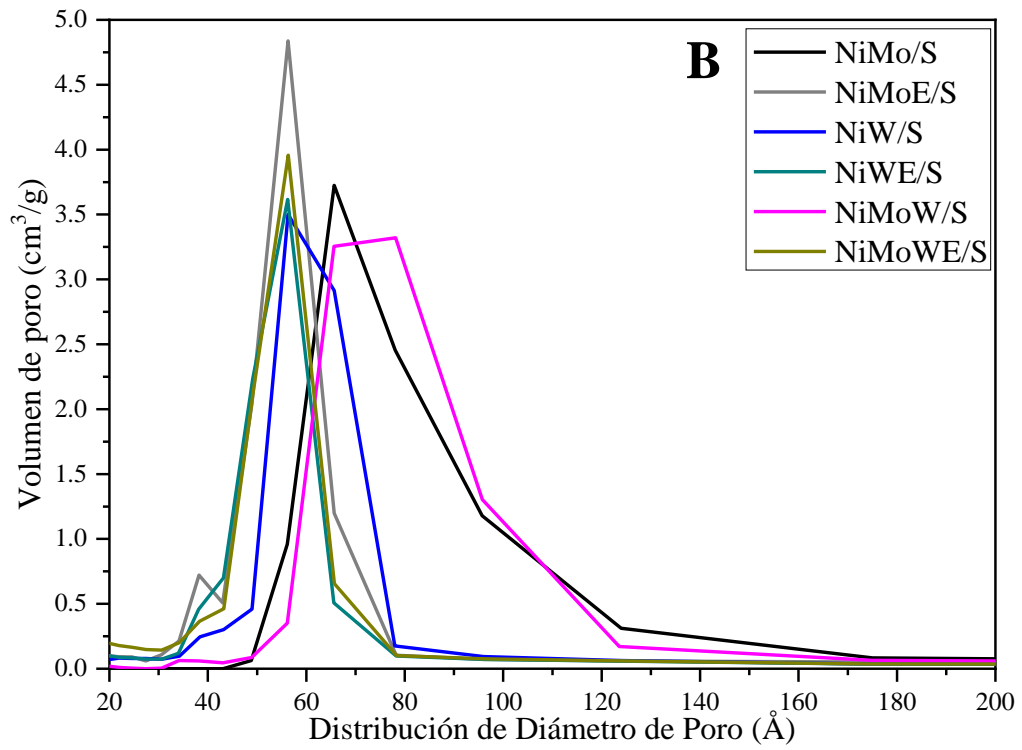 B
NiMo/S
NiMoE/S
NiW/S
NiWE/S
NiMoW/S
NiMoWE/S
Volumen de poro (cm³/g)
5.0
4.5
4.0
3.5
3.0
2.5
2.0
1.5
1.0
0.5
0.0
20 40 60 80 100 120 140 160 180 200
Distribución de Diámetro de Poro (Å)